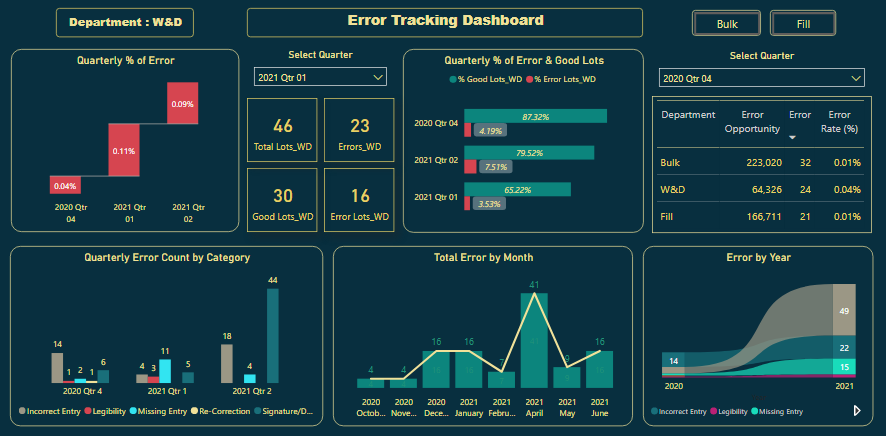 Department : W&D
Error Tracking Dashboard
Bulk
Fill
Quarterly % of Error
0.04%
0.11%
0.09%
2020 Qtr 04
2021 Qtr 01
2021 Qtr 02
Select Quarter
2021 Qtr 01
46
Total Lots_WD
23
Errors_WD
30
Good Lots_WD
16
Error Lots_WD
Quarterly % of Error & Good Lots
% Good Lots_WD % Error Lots_WD
2020 Qtr 04
87.32%
4.19%
2021 Qtr 02
79.52%
7.51%
2021 Qtr 01
65.22%
3.53%
Select Quarter
2020 Qtr 04
Department Error Opportunity Error Error Rate (%)
Bulk 223,020 32 0.01%
W&D 64,326 24 0.04%
Fill 166,711 21 0.01%
Quarterly Error Count by Category
14 1 2 1 6
4 3 11 5
18 4 44
2020 Qtr 4 2021 Qtr 1 2021 Qtr 2
Incorrect Entry Legibility Missing Entry Re-Correction Signature/D...
Total Error by Month
4 4 16 16 7 41 9 16
2020 Octob...
2020 Nove...
2020 Dece...
2021 January
2021 Febru...
2021 April
2021 May
2021 June
Error by Year
14
49
22
15
2020 2021
Incorrect Entry Legibility Missing Entry